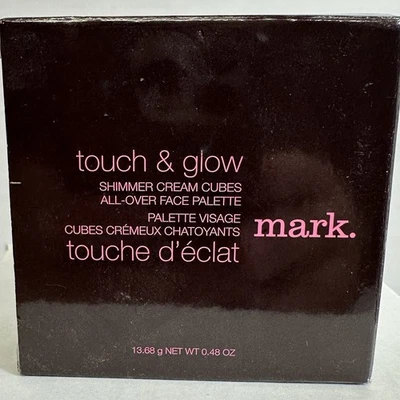 touch & glow
SHIMMER CREAM CUBES
ALL-OVER FACE PALETTE
PALETTE VISAGE
CUBES CRÉMEUX CHATOYANTS
touche d'éclat
mark.
13.68 g NET WT 0.48 OZ